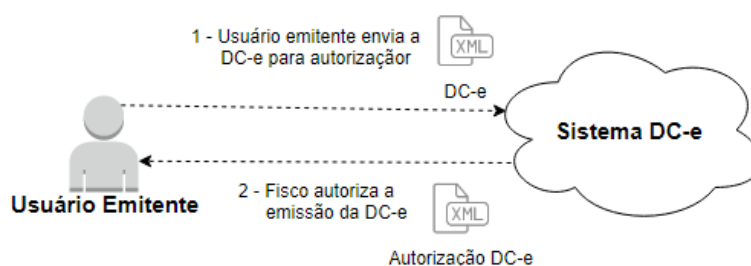 1 - Usuário emitente envia a
DC-e para autorizaçãor
XML
DC-e
Sistema DC-e
Usuário Emitente
2 - Fisco autoriza a
emissão da DC-e
XML
Autorização DC-e